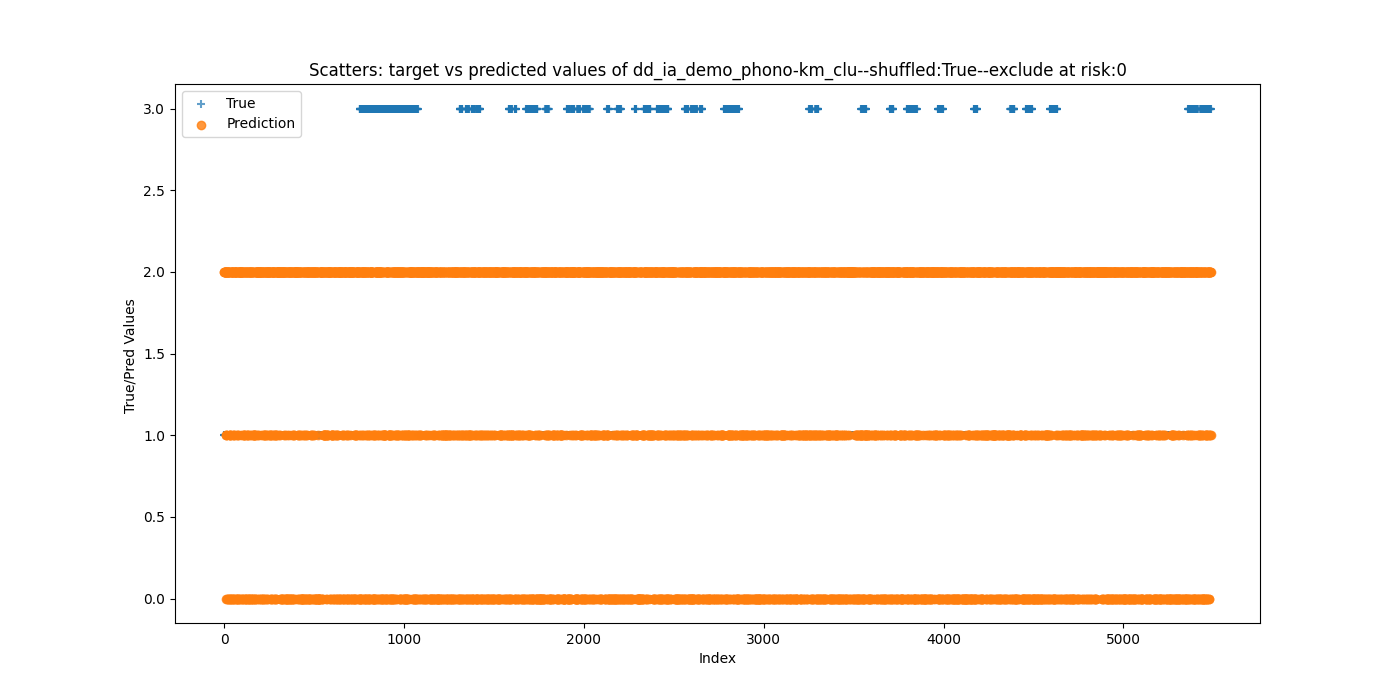 Scatters: target vs predicted values of dd_ia_demo_phono-km_clu--shuffled:True--exclude at risk:0
True
Prediction
3.0
2.5
2.0
1.5
1.0
0.5
0.0
True/Pred Values
0 1000 2000 3000 4000 5000
Index